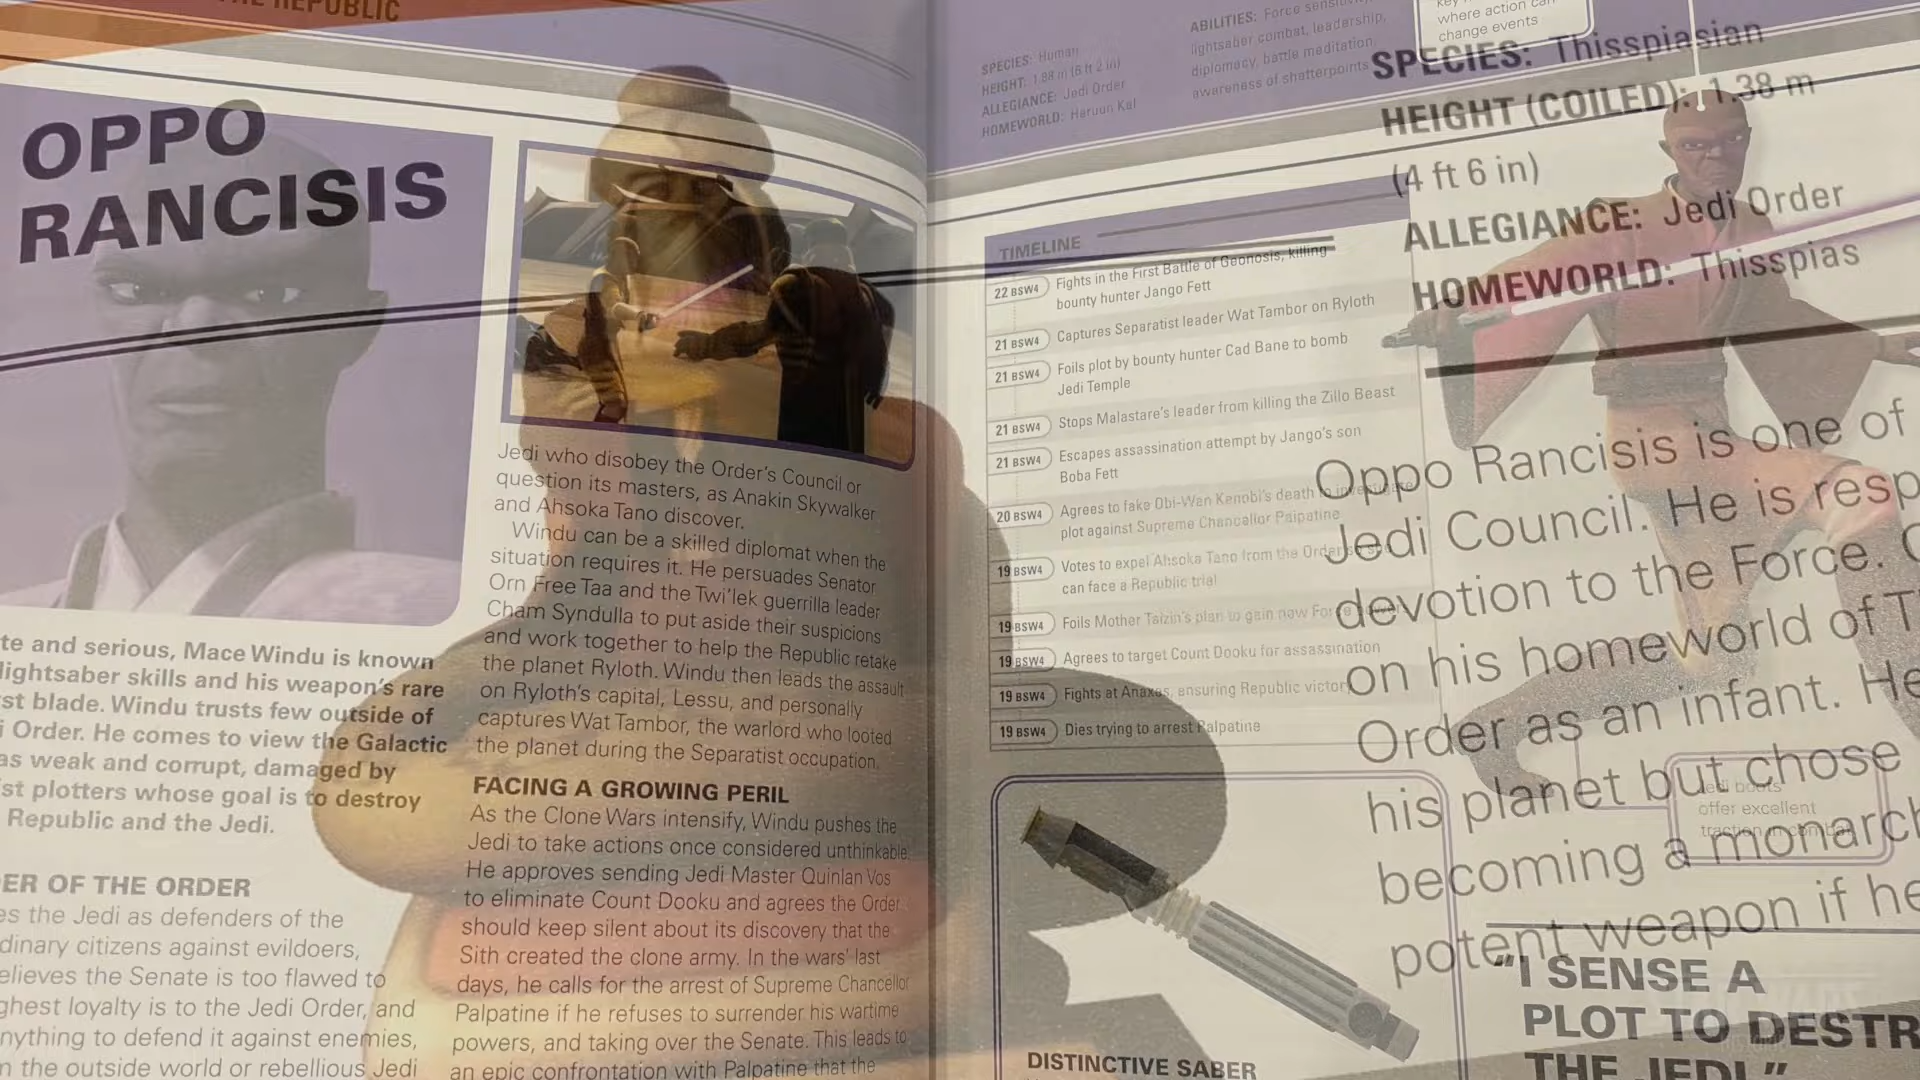 THE REPUBLIC
OPPO
RANCISIS
te and serious, Mace Windu is known
lightsaber skills and his weapon's rare
st blade. Windu trusts few outside of
i Order. He comes to view the Galactic
as weak and corrupt, damaged by
ist plotters whose goal is to destroy
Republic and the Jedi.
ER OF THE ORDER
es the Jedi as defenders of the
dinary citizens against evildoers,
elieves the Senate is too flawed to
ghest loyalty is to the Jedi Order, and
nything to defend it against enemies,
n the outside world or rebellious Jedi
Jedi who disobey the Order's Council or
question its masters, as Anakin Skywalker
and Ahsoka Tano discover.
Windu can be a skilled diplomat when the
situation requires it. He persuades Senator
Orn Free Taa and the Twi'lek guerrilla leader
Cham Syndulla to put aside their suspicions
and work together to help the Republic retake
the planet Ryloth. Windu then leads the assault
on Ryloth's capital, Lessu, and personally
captures Wat Tambor, the warlord who looted
the planet during the Separatist occupation.
FACING A GROWING PERIL
As the Clone Wars intensify, Windu pushes the
Jedi to take actions once considered unthinkable.
He approves sending Jedi Master Quinlan Vos
to eliminate Count Dooku and agrees the Order
should keep silent about its discovery that the
Sith created the clone army. In the wars' last
days, he calls for the arrest of Supreme Chancellor
Palpatine if he refuses to surrender his wartime
powers, and taking over the Senate. This leads to
an epic confrontation with Palpatine that the
SPECIES: Human
HEIGHT: 1.88 m (6 ft 2 in)
ALLEGIANCE: Jedi Order
HOMEWORLD: Haruun Kal
ABILITIES: Force sensitivity,
lightsaber combat, leadership,
diplomacy, battle meditation,
awareness of shatterpoints
key
where action can
change events
SPECIES: Thisspiasian
HEIGHT (COILED): 1.38 m
(4 ft 6 in)
ALLEGIANCE: Jedi Order
HOMEWORLD: Thisspias
TIMELINE
22 BSW4 Fights in the First Battle of Geonosis, killing
bounty hunter Jango Fett
21 BSW4 Captures Separatist leader Wat Tambor on Ryloth
21 BSW4 Foils plot by bounty hunter Cad Bane to bomb
Jedi Temple
21 BSW4 Stops Malastare's leader from killing the Zillo Beast
21 BSW4 Escapes assassination attempt by Jango's son
Boba Fett
20 BSW4 Agrees to fake Obi-Wan Kenobi's death to investigate
plot against Supreme Chancellor Palpatine
19 BSW4 Votes to expel Ahsoka Tano from the Order so she
can face a Republic trial
19 BSW4 Foils Mother Talzin's plan to gain new Force powers
19 BSW4 Agrees to target Count Dooku for assassination
19 BSW4 Fights at Anaxes, ensuring Republic victory
19 BSW4 Dies trying to arrest Palpatine
Oppo Rancisis is one of
Jedi Council. He is resp
devotion to the Force. O
on his homeworld of T
Order as an infant. He
his planet but chose
becoming a monarch
potent weapon if he
Jedi boots
offer excellent
traction in combat
"I SENSE A
PLOT TO DESTR
THE JEDI."
DISTINCTIVE SABER